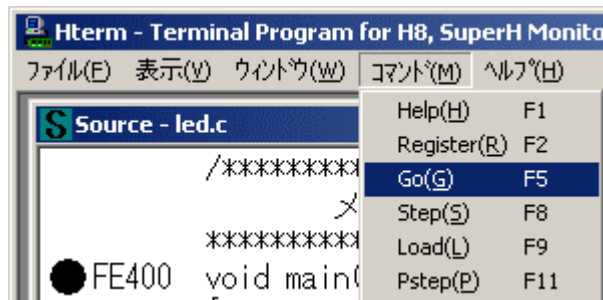 Hterm - Terminal Program for H8, SuperH Monito
ﾌｧｲﾙ(F) 表示(V) ｳｨﾝﾄﾞｳ(W) ｺﾏﾝﾄﾞ(M) ﾍﾙﾌﾟ(H)
Source - led.c
Help(H) F1
Register(R) F2
Go(G) F5
Step(S) F8
Load(L) F9
Pstep(P) F11
/*********
メ
**********
FE400 void main(